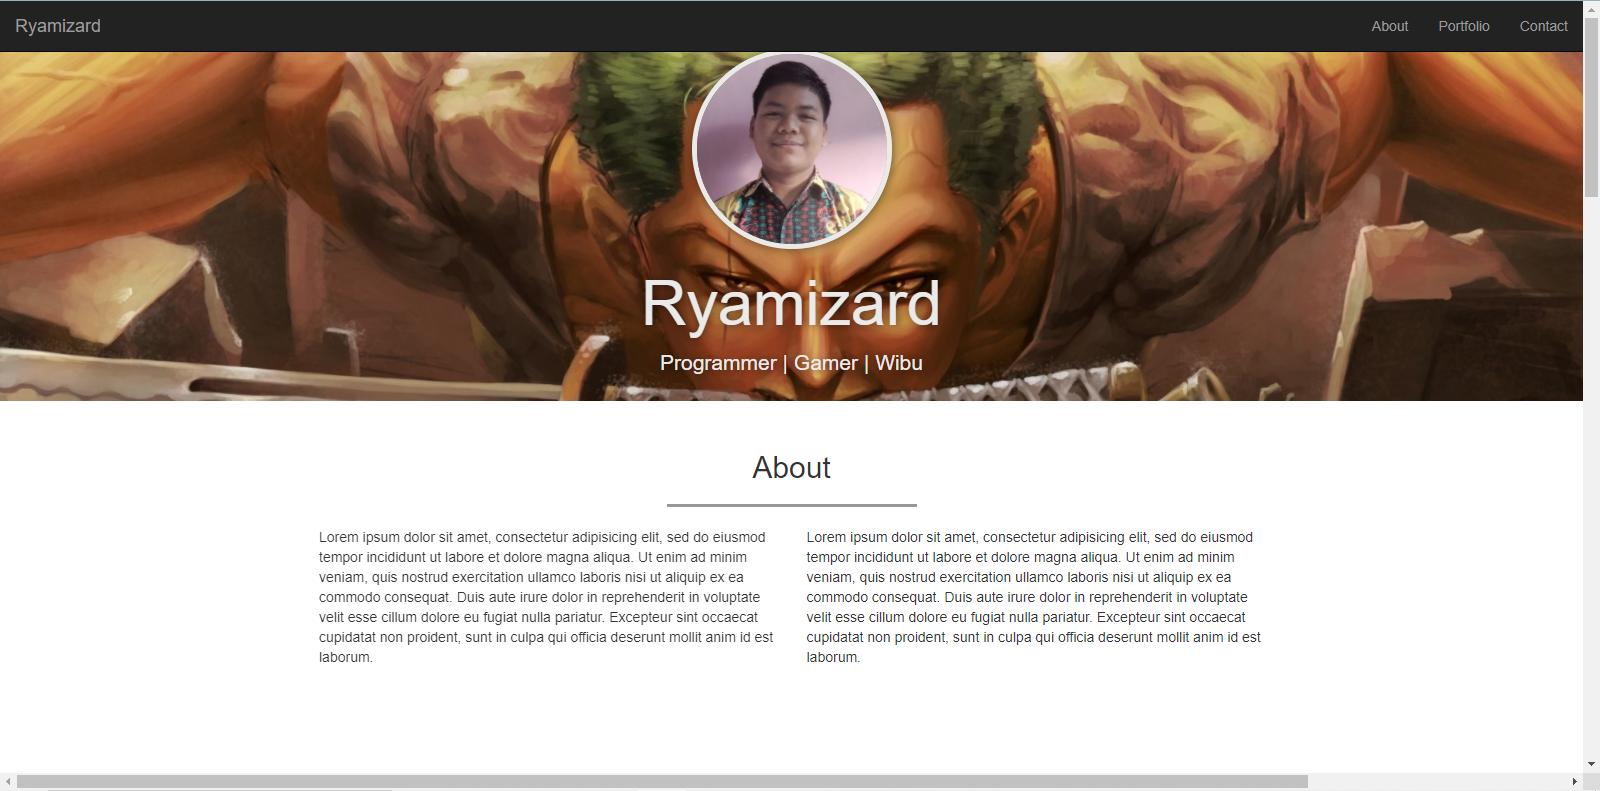 Ryamizard
About
Portfolio
Contact
Ryamizard
Programmer | Gamer | Wibu
About
Lorem ipsum dolor sit amet, consectetur adipisicing elit, sed do eiusmod
tempor incididunt ut labore et dolore magna aliqua. Ut enim ad minim
veniam, quis nostrud exercitation ullamco laboris nisi ut aliquip ex ea
commodo consequat. Duis aute irure dolor in reprehenderit in voluptate
velit esse cillum dolore eu fugiat nulla pariatur. Excepteur sint occaecat
cupidatat non proident, sunt in culpa qui officia deserunt mollit anim id est
laborum.
Lorem ipsum dolor sit amet, consectetur adipisicing elit, sed do eiusmod
tempor incididunt ut labore et dolore magna aliqua. Ut enim ad minim
veniam, quis nostrud exercitation ullamco laboris nisi ut aliquip ex ea
commodo consequat. Duis aute irure dolor in reprehenderit in voluptate
velit esse cillum dolore eu fugiat nulla pariatur. Excepteur sint occaecat
cupidatat non proident, sunt in culpa qui officia deserunt mollit anim id est
laborum.